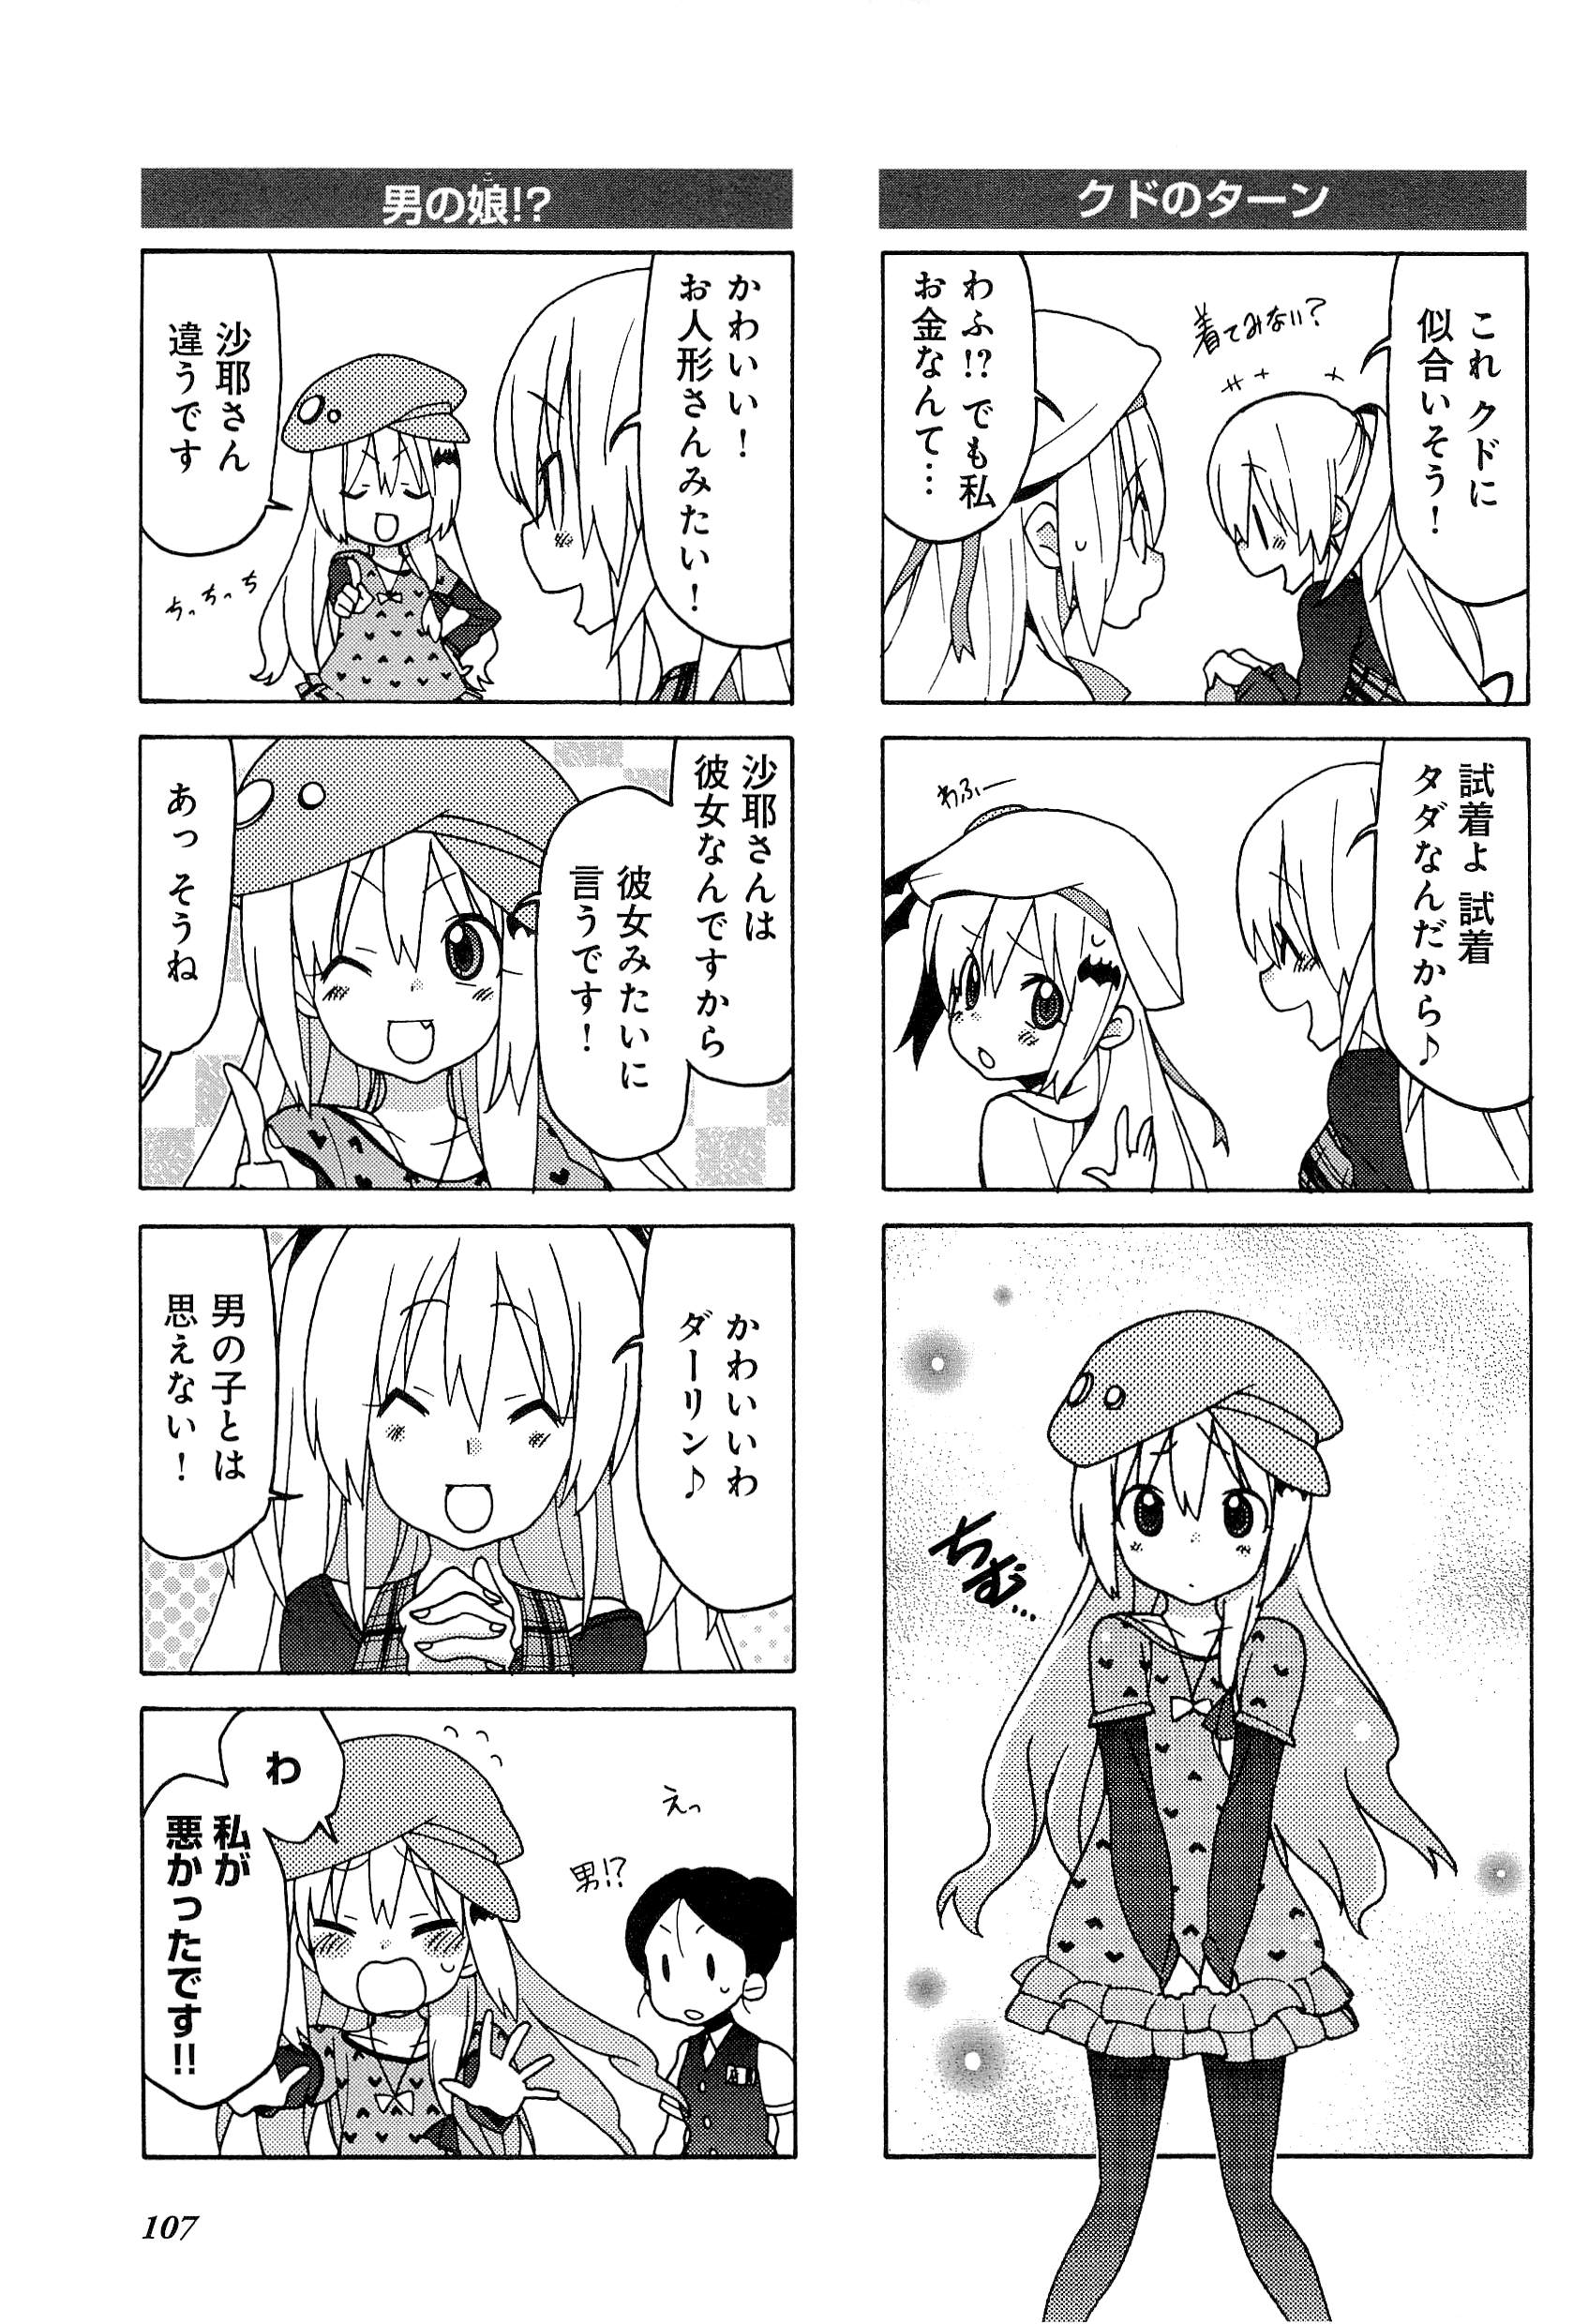 クドのターン
これ クドに
似合いそう！
着てみない？
わふ!? でも私
お金なんて…
試着よ 試着
タダなんだから♪
わふー
ちむ…
男の娘!?
こ
かわいい！
お人形さんみたい！
沙耶さん
違うです
ちっちっち
沙耶さんは
彼女なんですから
彼女みたいに
言うです！
あっ そうね
かわいいわ
ダーリン♪
男の子とは
思えない！
えっ
男!?
わ
私が
悪かったです!!
107